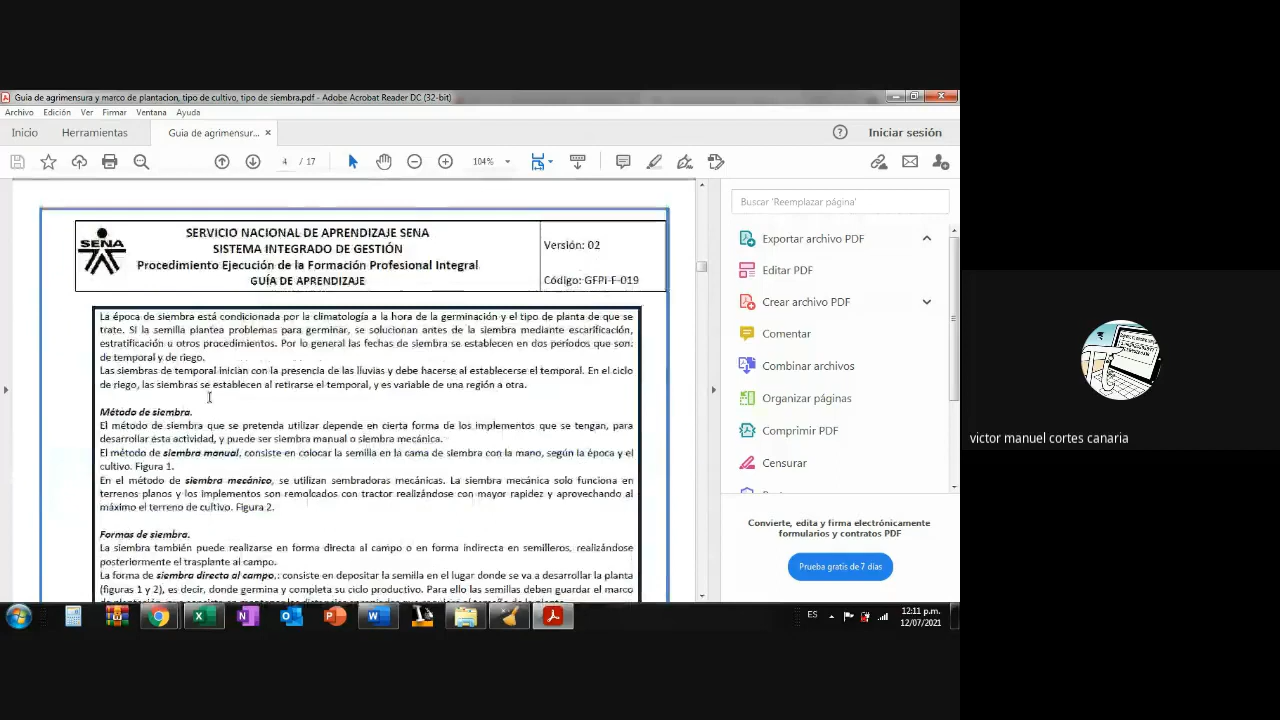 Guia de agrimensura y marco de plantacion, tipo de cultivo, tipo de siembra.pdf - Adobe Acrobat Reader DC (32-bit)
Archivo Edición Ver Firmar Ventana Ayuda
Inicio Herramientas Guia de agrimensur... × Iniciar sesión
4 / 17 104%
SENA
SERVICIO NACIONAL DE APRENDIZAJE SENA
SISTEMA INTEGRADO DE GESTIÓN
Procedimiento Ejecución de la Formación Profesional Integral
GUÍA DE APRENDIZAJE
Versión: 02
Código: GFPI-F-019
La época de siembra está condicionada por la climatología a la hora de la germinación y el tipo de planta de que se
trate. Si la semilla plantea problemas para germinar, se solucionan antes de la siembra mediante escarificación,
estratificación u otros procedimientos. Por lo general las fechas de siembra se establecen en dos períodos que son:
de temporal y de riego.
Las siembras de temporal inician con la presencia de las lluvias y debe hacerse al establecerse el temporal. En el ciclo
de riego, las siembras se establecen al retirarse el temporal, y es variable de una región a otra.
Método de siembra.
El método de siembra que se pretenda utilizar depende en cierta forma de los implementos que se tengan, para
desarrollar esta actividad, y puede ser siembra manual o siembra mecánica.
El método de siembra manual, consiste en colocar la semilla en la cama de siembra con la mano, según la época y el
cultivo. Figura 1.
En el método de siembra mecánico, se utilizan sembradoras mecánicas. La siembra mecánica solo funciona en
terrenos planos y los implementos son remolcados con tractor realizándose con mayor rapidez y aprovechando al
máximo el terreno de cultivo. Figura 2.
Formas de siembra.
La siembra también puede realizarse en forma directa al campo o en forma indirecta en semilleros, realizándose
posteriormente el trasplante al campo.
La forma de siembra directa al campo,: consiste en depositar la semilla en el lugar donde se va a desarrollar la planta
(figuras 1 y 2), es decir, donde germina y completa su ciclo productivo. Para ello las semillas deben guardar el marco
Buscar 'Reemplazar página'
Exportar archivo PDF
Editar PDF
Crear archivo PDF
Comentar
Combinar archivos
Organizar páginas
Comprimir PDF
Censurar
Convierte, edita y firma electrónicamente
formularios y contratos PDF
Prueba gratis de 7 días
ES
12:11 p.m.
12/07/2021
victor manuel cortes canaria